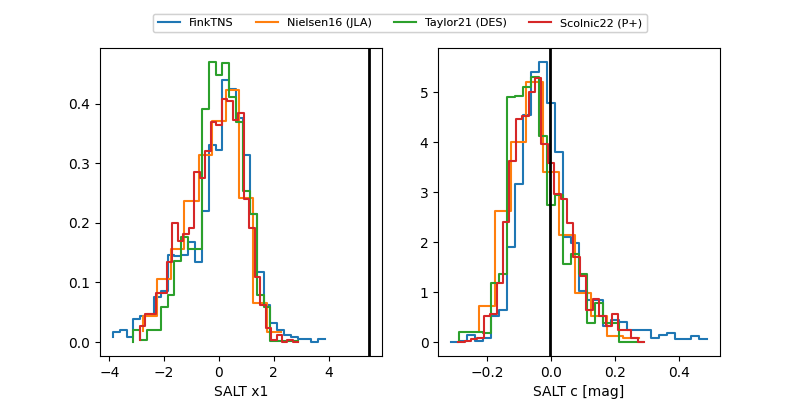 FinkTNS Nielsen16 (JLA) Taylor21 (DES) Scolnic22 (P+)
0.4
0.3
0.2
0.1
0.0
−4 −2 0 2 4
SALT x1
5
4
3
2
1
0
−0.2 0.0 0.2 0.4
SALT c [mag]